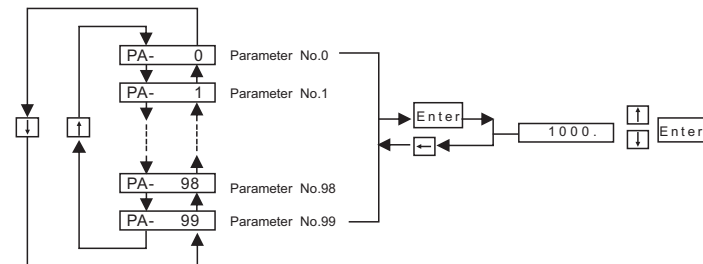 PA- 0 Parameter No.0
PA- 1 Parameter No.1
Enter
1000.
↑
↓
Enter
↓
↑
←
PA- 98 Parameter No.98
PA- 99 Parameter No.99